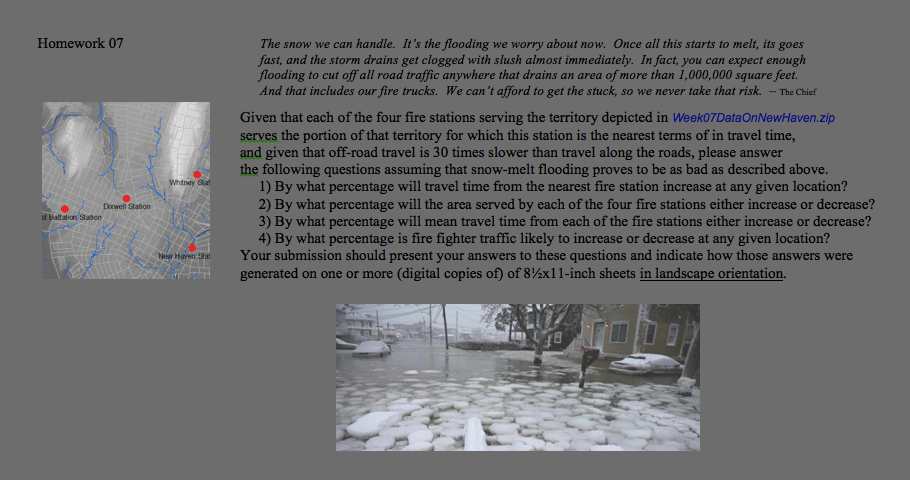 Homework 07
The snow we can handle. It's the flooding we worry about now. Once all this starts to melt, its goes
fast, and the storm drains get clogged with slush almost immediately. In fact, you can expect enough
flooding to cut off all road traffic anywhere that drains an area of more than 1,000,000 square feet.
And that includes our fire trucks. We can't afford to get the stuck, so we never take that risk. – The Chief
Given that each of the four fire stations serving the territory depicted in Week07DataOnNewHaven.zip
serves the portion of that territory for which this station is the nearest terms of in travel time,
and given that off-road travel is 30 times slower than travel along the roads, please answer
the following questions assuming that snow-melt flooding proves to be as bad as described above.
1) By what percentage will travel time from the nearest fire station increase at any given location?
2) By what percentage will the area served by each of the four fire stations either increase or decrease?
3) By what percentage will mean travel time from each of the fire stations either increase or decrease?
4) By what percentage is fire fighter traffic likely to increase or decrease at any given location?
Your submission should present your answers to these questions and indicate how those answers were
generated on one or more (digital copies of) of 8½x11-inch sheets in landscape orientation.
Whitney Stat
Dixwell Station
Battalion Station
New Haven Stat